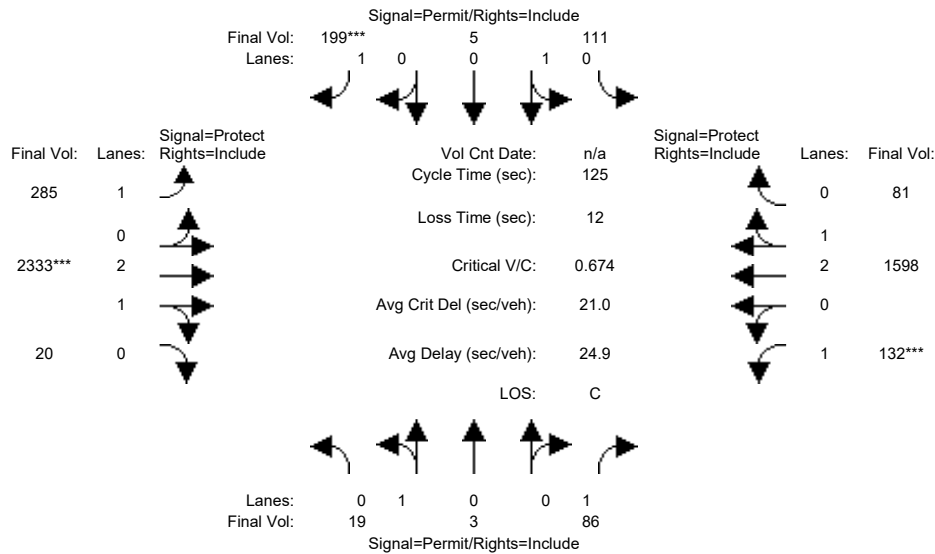 Signal=Permit/Rights=Include
Final Vol: 199*** 5 111
Lanes: 1 0 0 1 0
Signal=Protect
Final Vol: Lanes: Rights=Include
Vol Cnt Date: n/a
Signal=Protect
Rights=Include Lanes: Final Vol:
Cycle Time (sec): 125
285 1
0 81
Loss Time (sec): 12
0
1
2333*** 2
Critical V/C: 0.674
2 1598
1
Avg Crit Del (sec/veh): 21.0
0
20 0
Avg Delay (sec/veh): 24.9
1 132***
LOS: C
Lanes: 0 1 0 0 1
Final Vol: 19 3 86
Signal=Permit/Rights=Include